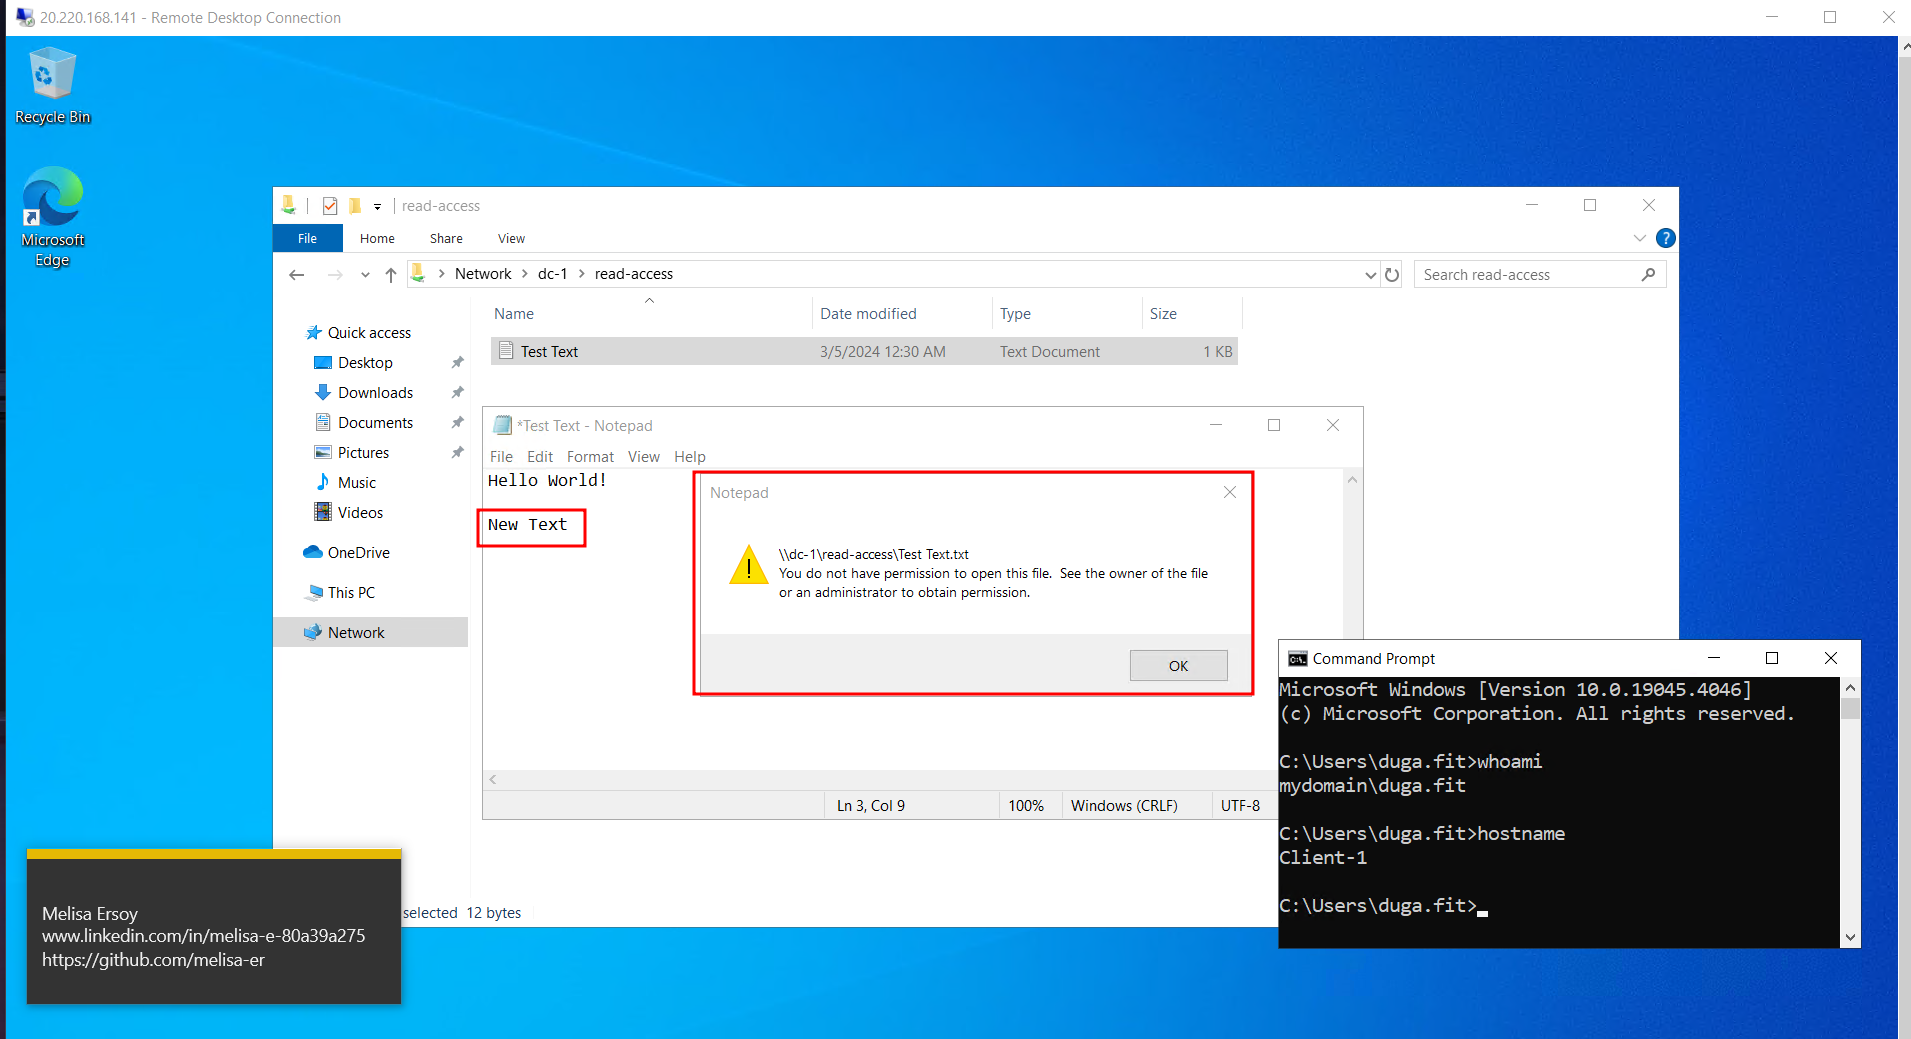 20.220.168.141 - Remote Desktop Connection
Recycle Bin
Microsoft
Edge
read-access
File Home Share View
Network dc-1 read-access
Search read-access
Name Date modified Type Size
Test Text 3/5/2024 12:30 AM Text Document 1 KB
Quick access
Desktop
Downloads
Documents
Pictures
Music
Videos
OneDrive
This PC
Network
selected 12 bytes
*Test Text - Notepad
File Edit Format View Help
Hello World!
New Text
Ln 3, Col 9 100% Windows (CRLF) UTF-8
Notepad
\\dc-1\read-access\Test Text.txt
You do not have permission to open this file. See the owner of the file
or an administrator to obtain permission.
OK
Command Prompt
Microsoft Windows [Version 10.0.19045.4046]
(c) Microsoft Corporation. All rights reserved.
C:\Users\duga.fit>whoami
mydomain\duga.fit
C:\Users\duga.fit>hostname
Client-1
C:\Users\duga.fit>
Melisa Ersoy
www.linkedin.com/in/melisa-e-80a39a275
https://github.com/melisa-er